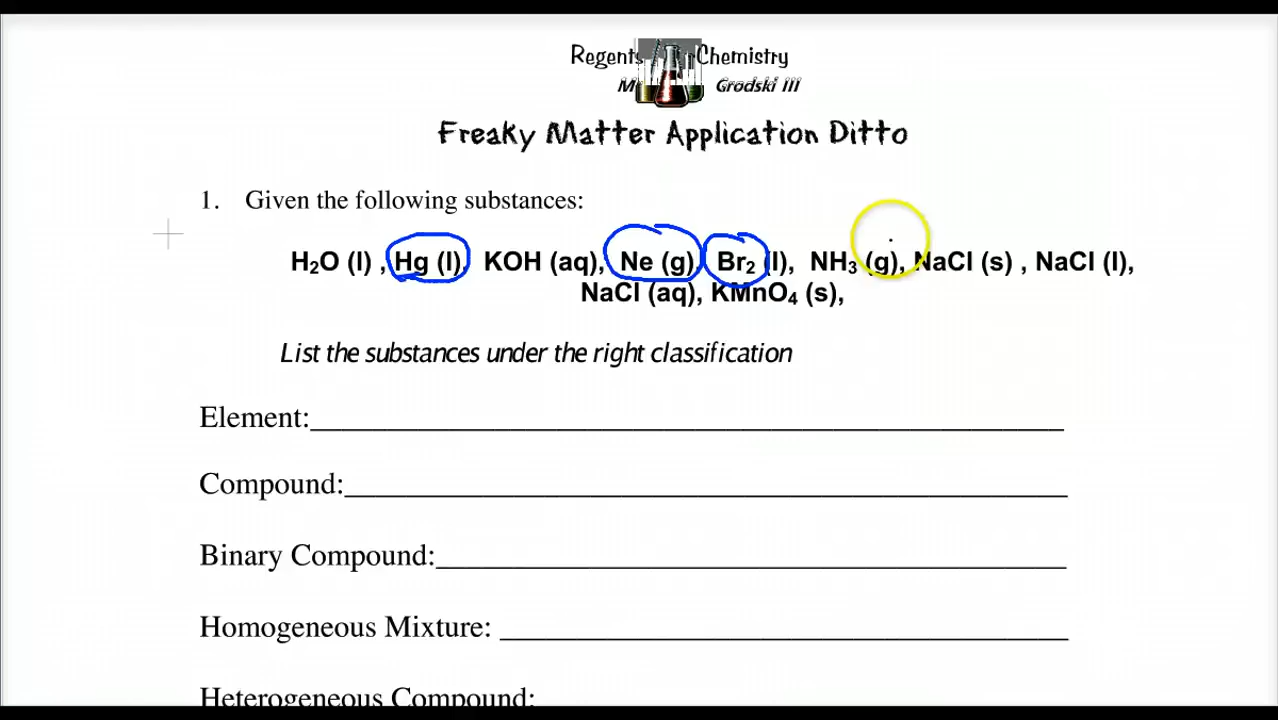 Regents Chemistry
Grodski III
Freaky Matter Application Ditto
1. Given the following substances:
H₂O (l) , Hg (l), KOH (aq), Ne (g), Br₂ (l), NH₃ (g), NaCl (s) , NaCl (l),
NaCl (aq), KMnO₄ (s),
List the substances under the right classification
Element:
Compound:
Binary Compound:
Homogeneous Mixture:
Heterogeneous Compound: